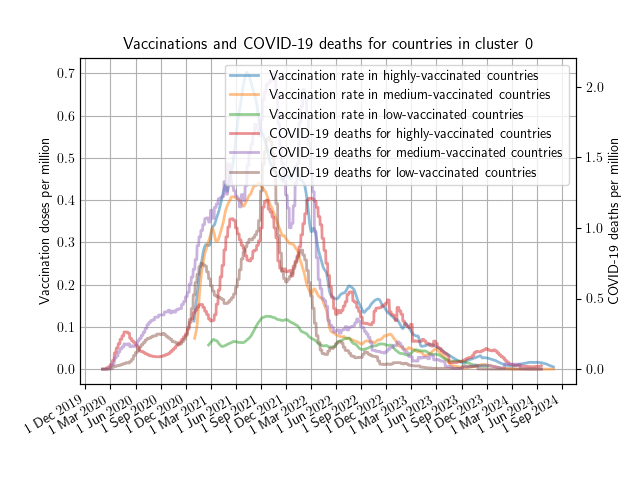 Vaccinations and COVID-19 deaths for countries in cluster 0
Vaccination rate in highly-vaccinated countries
Vaccination rate in medium-vaccinated countries
Vaccination rate in low-vaccinated countries
COVID-19 deaths for highly-vaccinated countries
COVID-19 deaths for medium-vaccinated countries
COVID-19 deaths for low-vaccinated countries
Vaccination doses per million
0.7
0.6
0.5
0.4
0.3
0.2
0.1
0.0
COVID-19 deaths per million
2.0
1.5
1.0
0.5
0.0
1 Dec 2019
1 Mar 2020
1 Jun 2020
1 Sep 2020
1 Dec 2020
1 Mar 2021
1 Jun 2021
1 Sep 2021
1 Dec 2021
1 Mar 2022
1 Jun 2022
1 Sep 2022
1 Dec 2022
1 Mar 2023
1 Jun 2023
1 Sep 2023
1 Dec 2023
1 Mar 2024
1 Jun 2024
1 Sep 2024